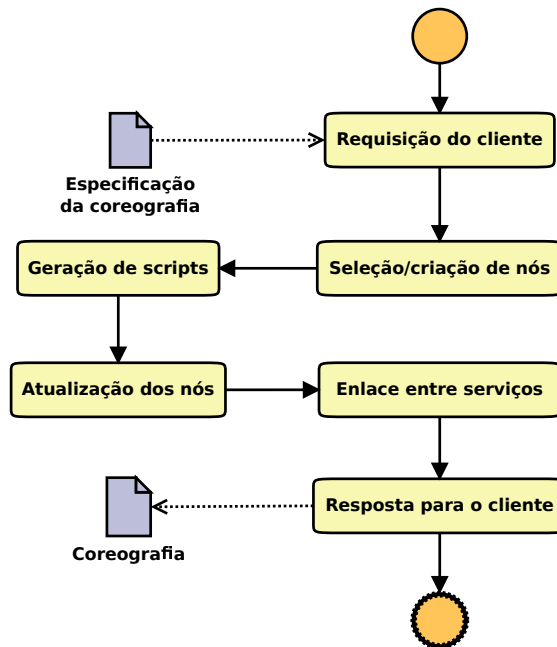 Requisição do cliente
Especificação
da coreografia
Geração de scripts
Seleção/criação de nós
Atualização dos nós
Enlace entre serviços
Resposta para o cliente
Coreografia